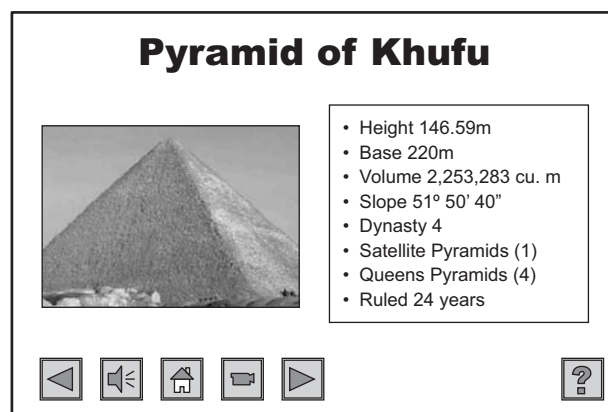 Pyramid of Khufu
• Height 146.59m
• Base 220m
• Volume 2,253,283 cu. m
• Slope 51º 50’ 40”
• Dynasty 4
• Satellite Pyramids (1)
• Queens Pyramids (4)
• Ruled 24 years
?